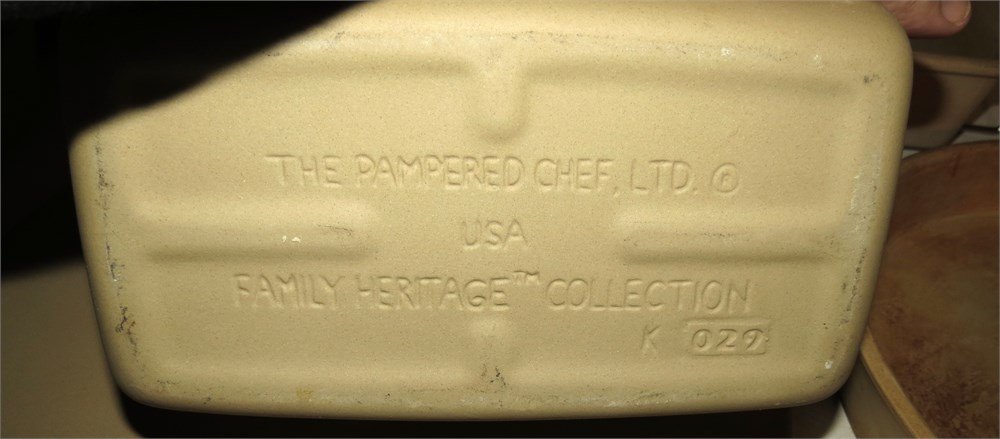 THE PAMPERED CHEF, LTD. ©
USA
FAMILY HERITAGE™ COLLECTION
K 029